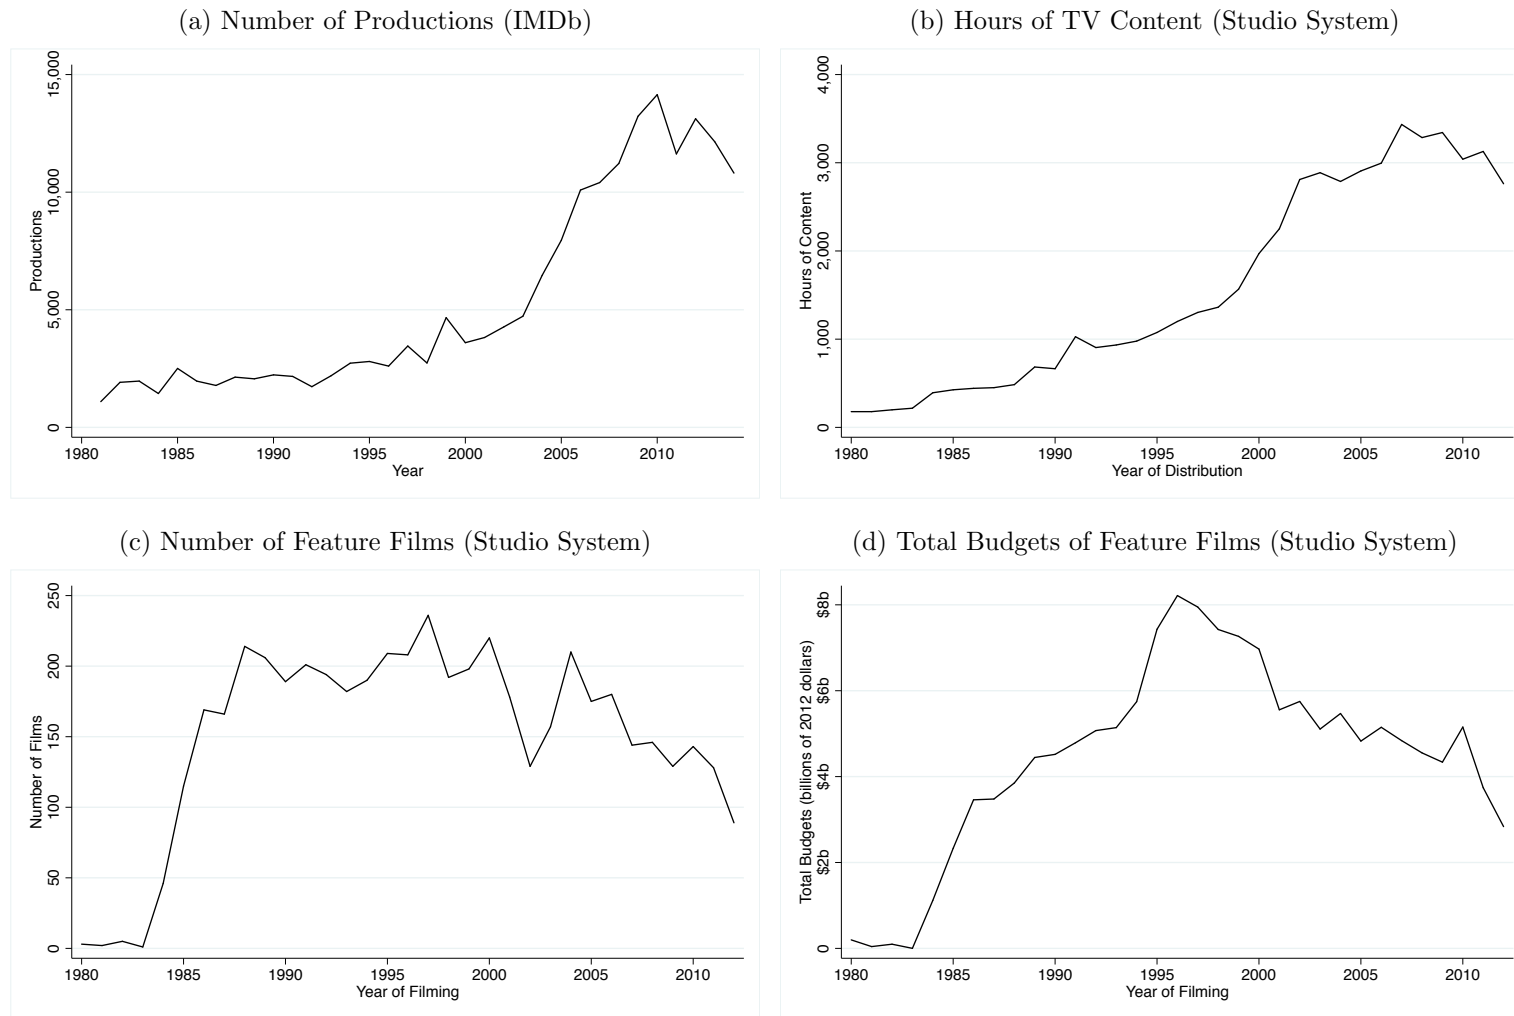 (a) Number of Productions (IMDb)
15,000
10,000
5,000
0
Productions
1980 1985 1990 1995 2000 2005 2010
Year
(b) Hours of TV Content (Studio System)
4,000
3,000
2,000
1,000
0
Hours of Content
1980 1985 1990 1995 2000 2005 2010
Year of Distribution
(c) Number of Feature Films (Studio System)
250
200
150
100
50
0
Number of Films
1980 1985 1990 1995 2000 2005 2010
Year of Filming
(d) Total Budgets of Feature Films (Studio System)
$8b
$6b
$4b
$2b
0
Total Budgets (billions of 2012 dollars)
1980 1985 1990 1995 2000 2005 2010
Year of Filming